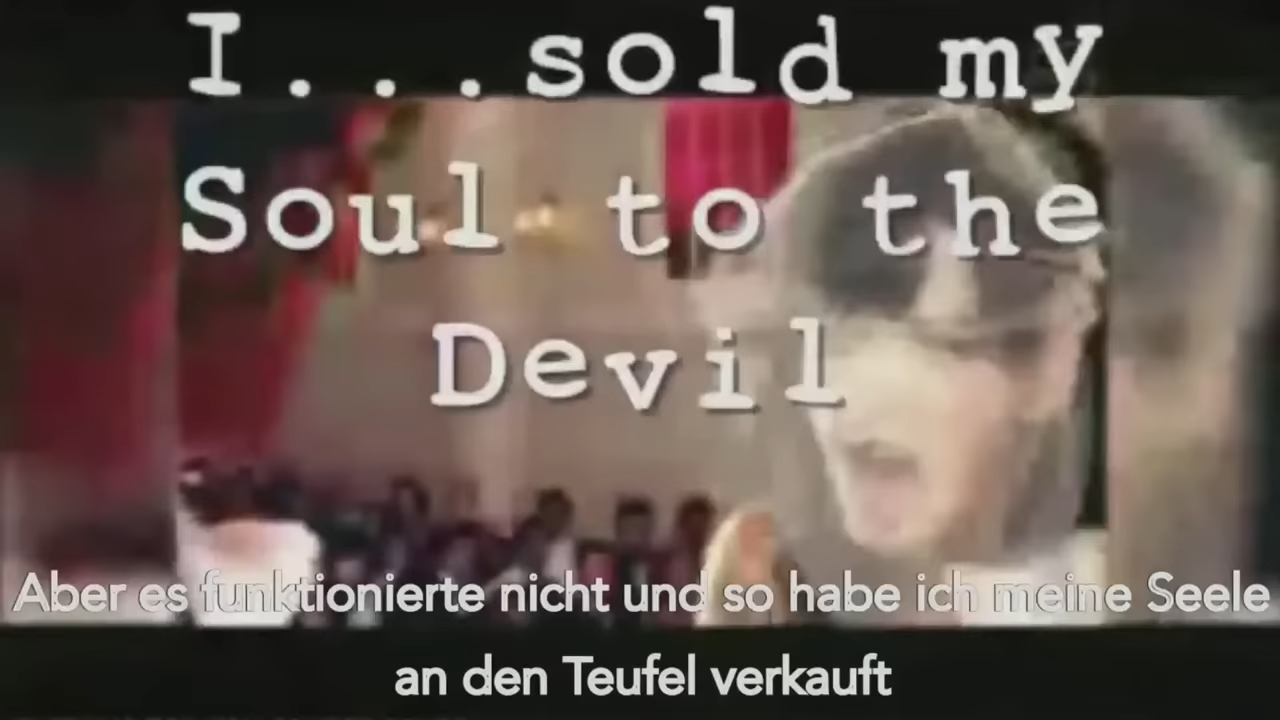 I...sold my
Soul to the
Devil
Aber es funktionierte nicht und so habe ich meine Seele
an den Teufel verkauft